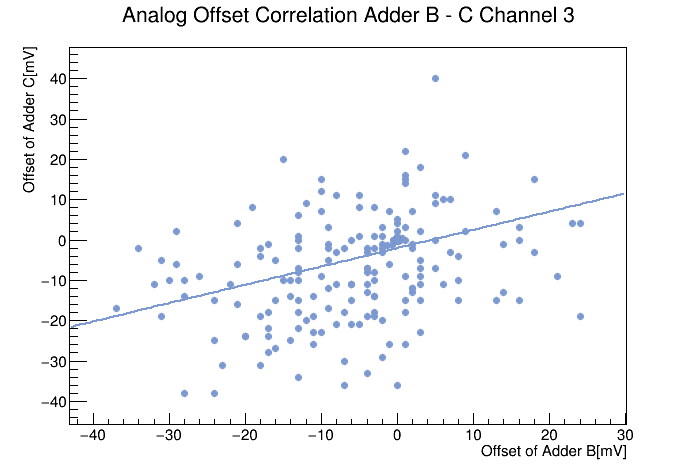 Analog Offset Correlation Adder B - C Channel 3
Offset of Adder C[mV]
40
30
20
10
0
−10
−20
−30
−40
−40 −30 −20 −10 0 10 20 30
Offset of Adder B[mV]